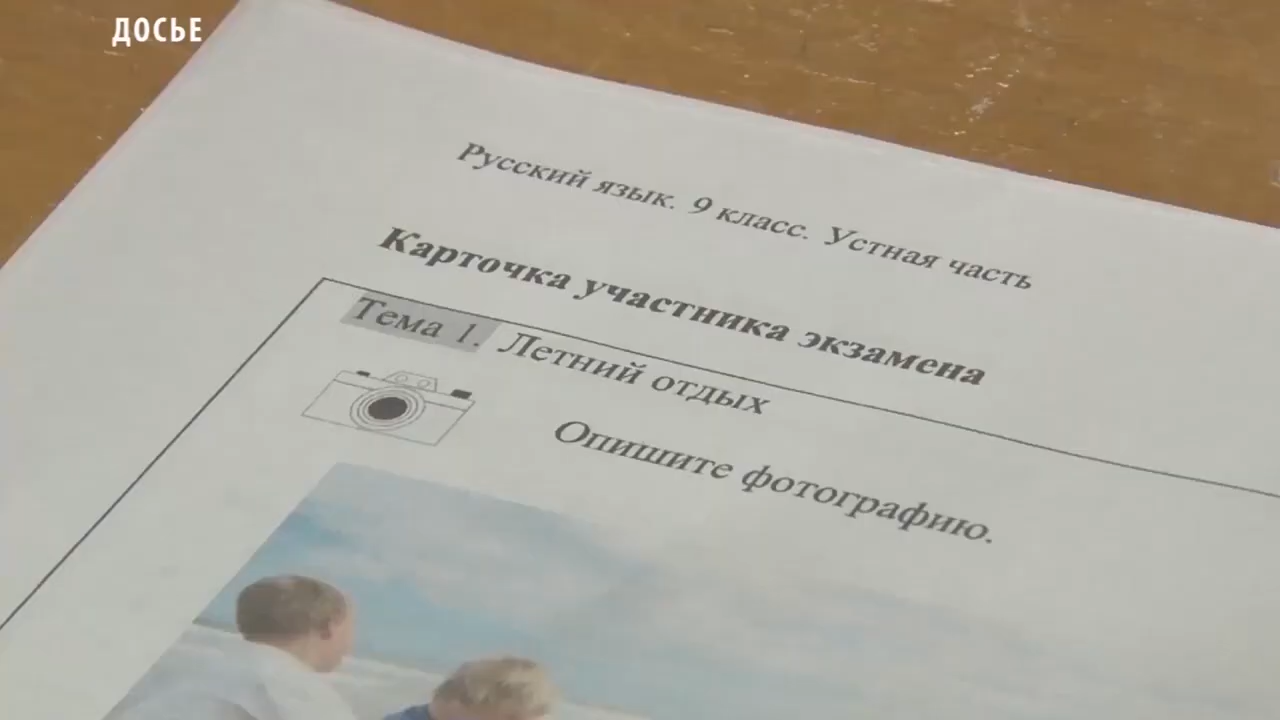 ДОСЬЕ
Русский язык. 9 класс. Устная часть
Карточка участника экзамена
Тема 1. Летний отдых
Опишите фотографию.